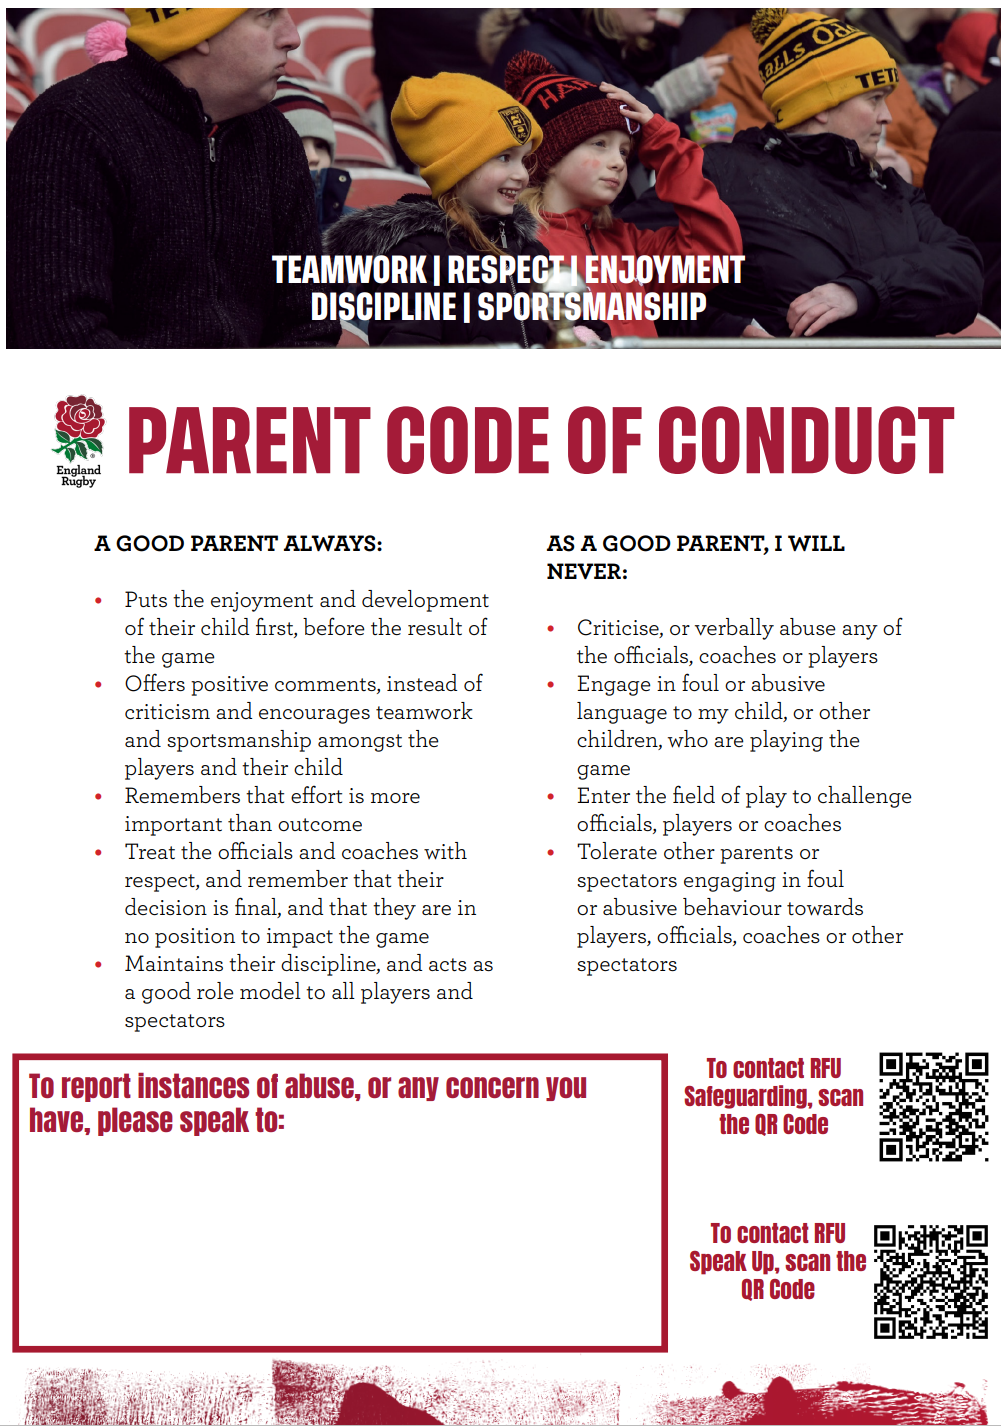 TETE
HAR
BALLS
TETE
TEAMWORK | RESPECT | ENJOYMENT
DISCIPLINE | SPORTSMANSHIP
England
Rugby
PARENT CODE OF CONDUCT
A GOOD PARENT ALWAYS:
• Puts the enjoyment and development
of their child first, before the result of
the game
• Offers positive comments, instead of
criticism and encourages teamwork
and sportsmanship amongst the
players and their child
• Remembers that effort is more
important than outcome
• Treat the officials and coaches with
respect, and remember that their
decision is final, and that they are in
no position to impact the game
• Maintains their discipline, and acts as
a good role model to all players and
spectators
AS A GOOD PARENT, I WILL
NEVER:
• Criticise, or verbally abuse any of
the officials, coaches or players
• Engage in foul or abusive
language to my child, or other
children, who are playing the
game
• Enter the field of play to challenge
officials, players or coaches
• Tolerate other parents or
spectators engaging in foul
or abusive behaviour towards
players, officials, coaches or other
spectators
To report instances of abuse, or any concern you
have, please speak to:
To contact RFU
Safeguarding, scan
the QR Code
To contact RFU
Speak Up, scan the
QR Code